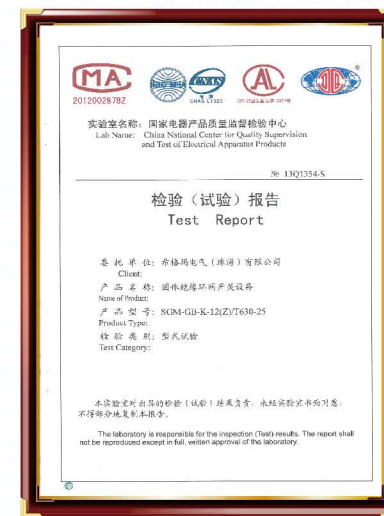 MA
2012002878Z
ilac-MRA
CNAS
CNAS L1020
AL
实验室名称：国家电器产品质量监督检验中心
Lab Name: China National Center for Quality Supervision
and Test of Electrical Apparatus Products
№ 13Q1354-S
检验（试验）报告
Test Report
委托单位：希格玛电气（珠海）有限公司
Client:
产品名称：固体绝缘环网开关设备
Name of Product:
产品型号：SGM-GB-K-12(Z)/T630-25
Product Type:
检验类别：型式试验
Test Category:
本实验室对出具的检验（试验）结果负责，未经实验室书面同意，
不得部分地复制本报告。
The laboratory is responsible for the inspection (Test) results. The report shall
not be reproduced except in full, written approval of the laboratory.